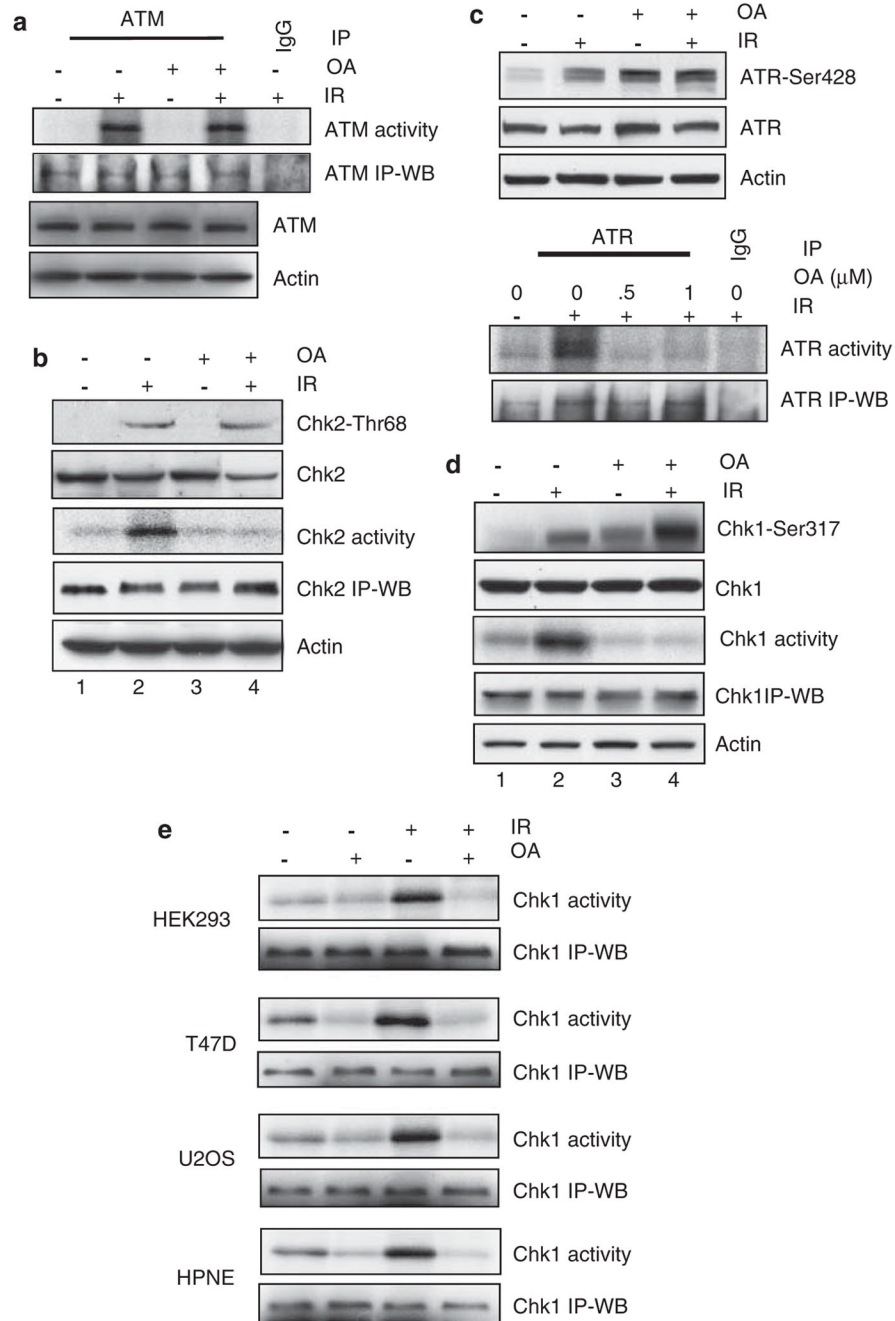 a
ATM
IgG
IP
- - + + - OA
- + - + + IR
ATM activity
ATM IP-WB
ATM
Actin
b
- - + + OA
- + - + IR
Chk2-Thr68
Chk2
Chk2 activity
Chk2 IP-WB
Actin
1 2 3 4
c
- - + + OA
- + - + IR
ATR-Ser428
ATR
Actin
ATR
IgG
IP
OA (µM)
0 0 .5 1 0
IR
- + + + +
ATR activity
ATR IP-WB
d
- - + + OA
- + - + IR
Chk1-Ser317
Chk1
Chk1 activity
Chk1IP-WB
Actin
1 2 3 4
e
- - + + IR
- + - + OA
HEK293
Chk1 activity
Chk1 IP-WB
T47D
Chk1 activity
Chk1 IP-WB
U2OS
Chk1 activity
Chk1 IP-WB
HPNE
Chk1 activity
Chk1 IP-WB